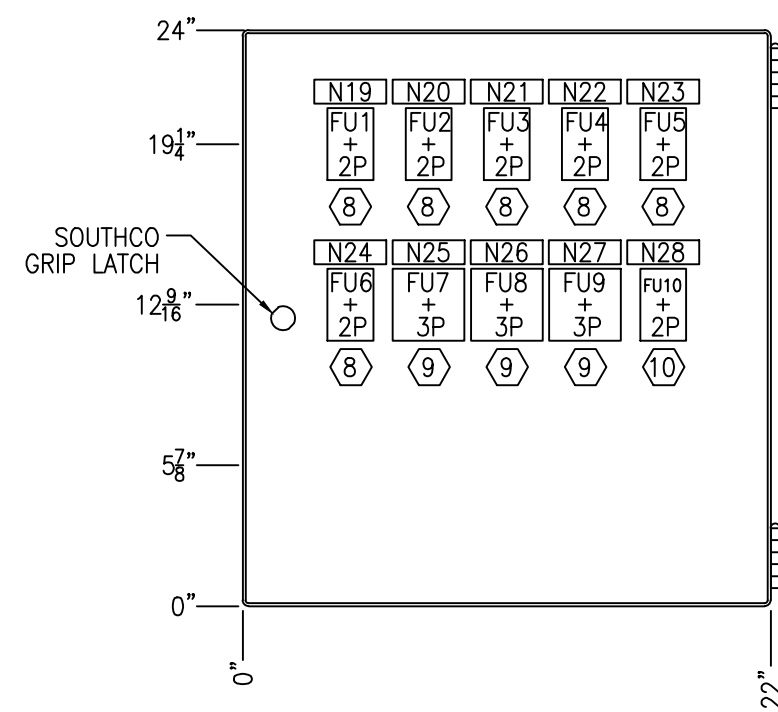 24"
N19 N20 N21 N22 N23
FU1 FU2 FU3 FU4 FU5
19 1/4" + + + + +
2P 2P 2P 2P 2P
8 8 8 8 8
SOUTHCO
GRIP LATCH
N24 N25 N26 N27 N28
FU6 FU7 FU8 FU9 FU10
12 9/16" + + + + +
2P 3P 3P 3P 2P
8 9 9 9 10
5 7/8"
0"
0" 22"